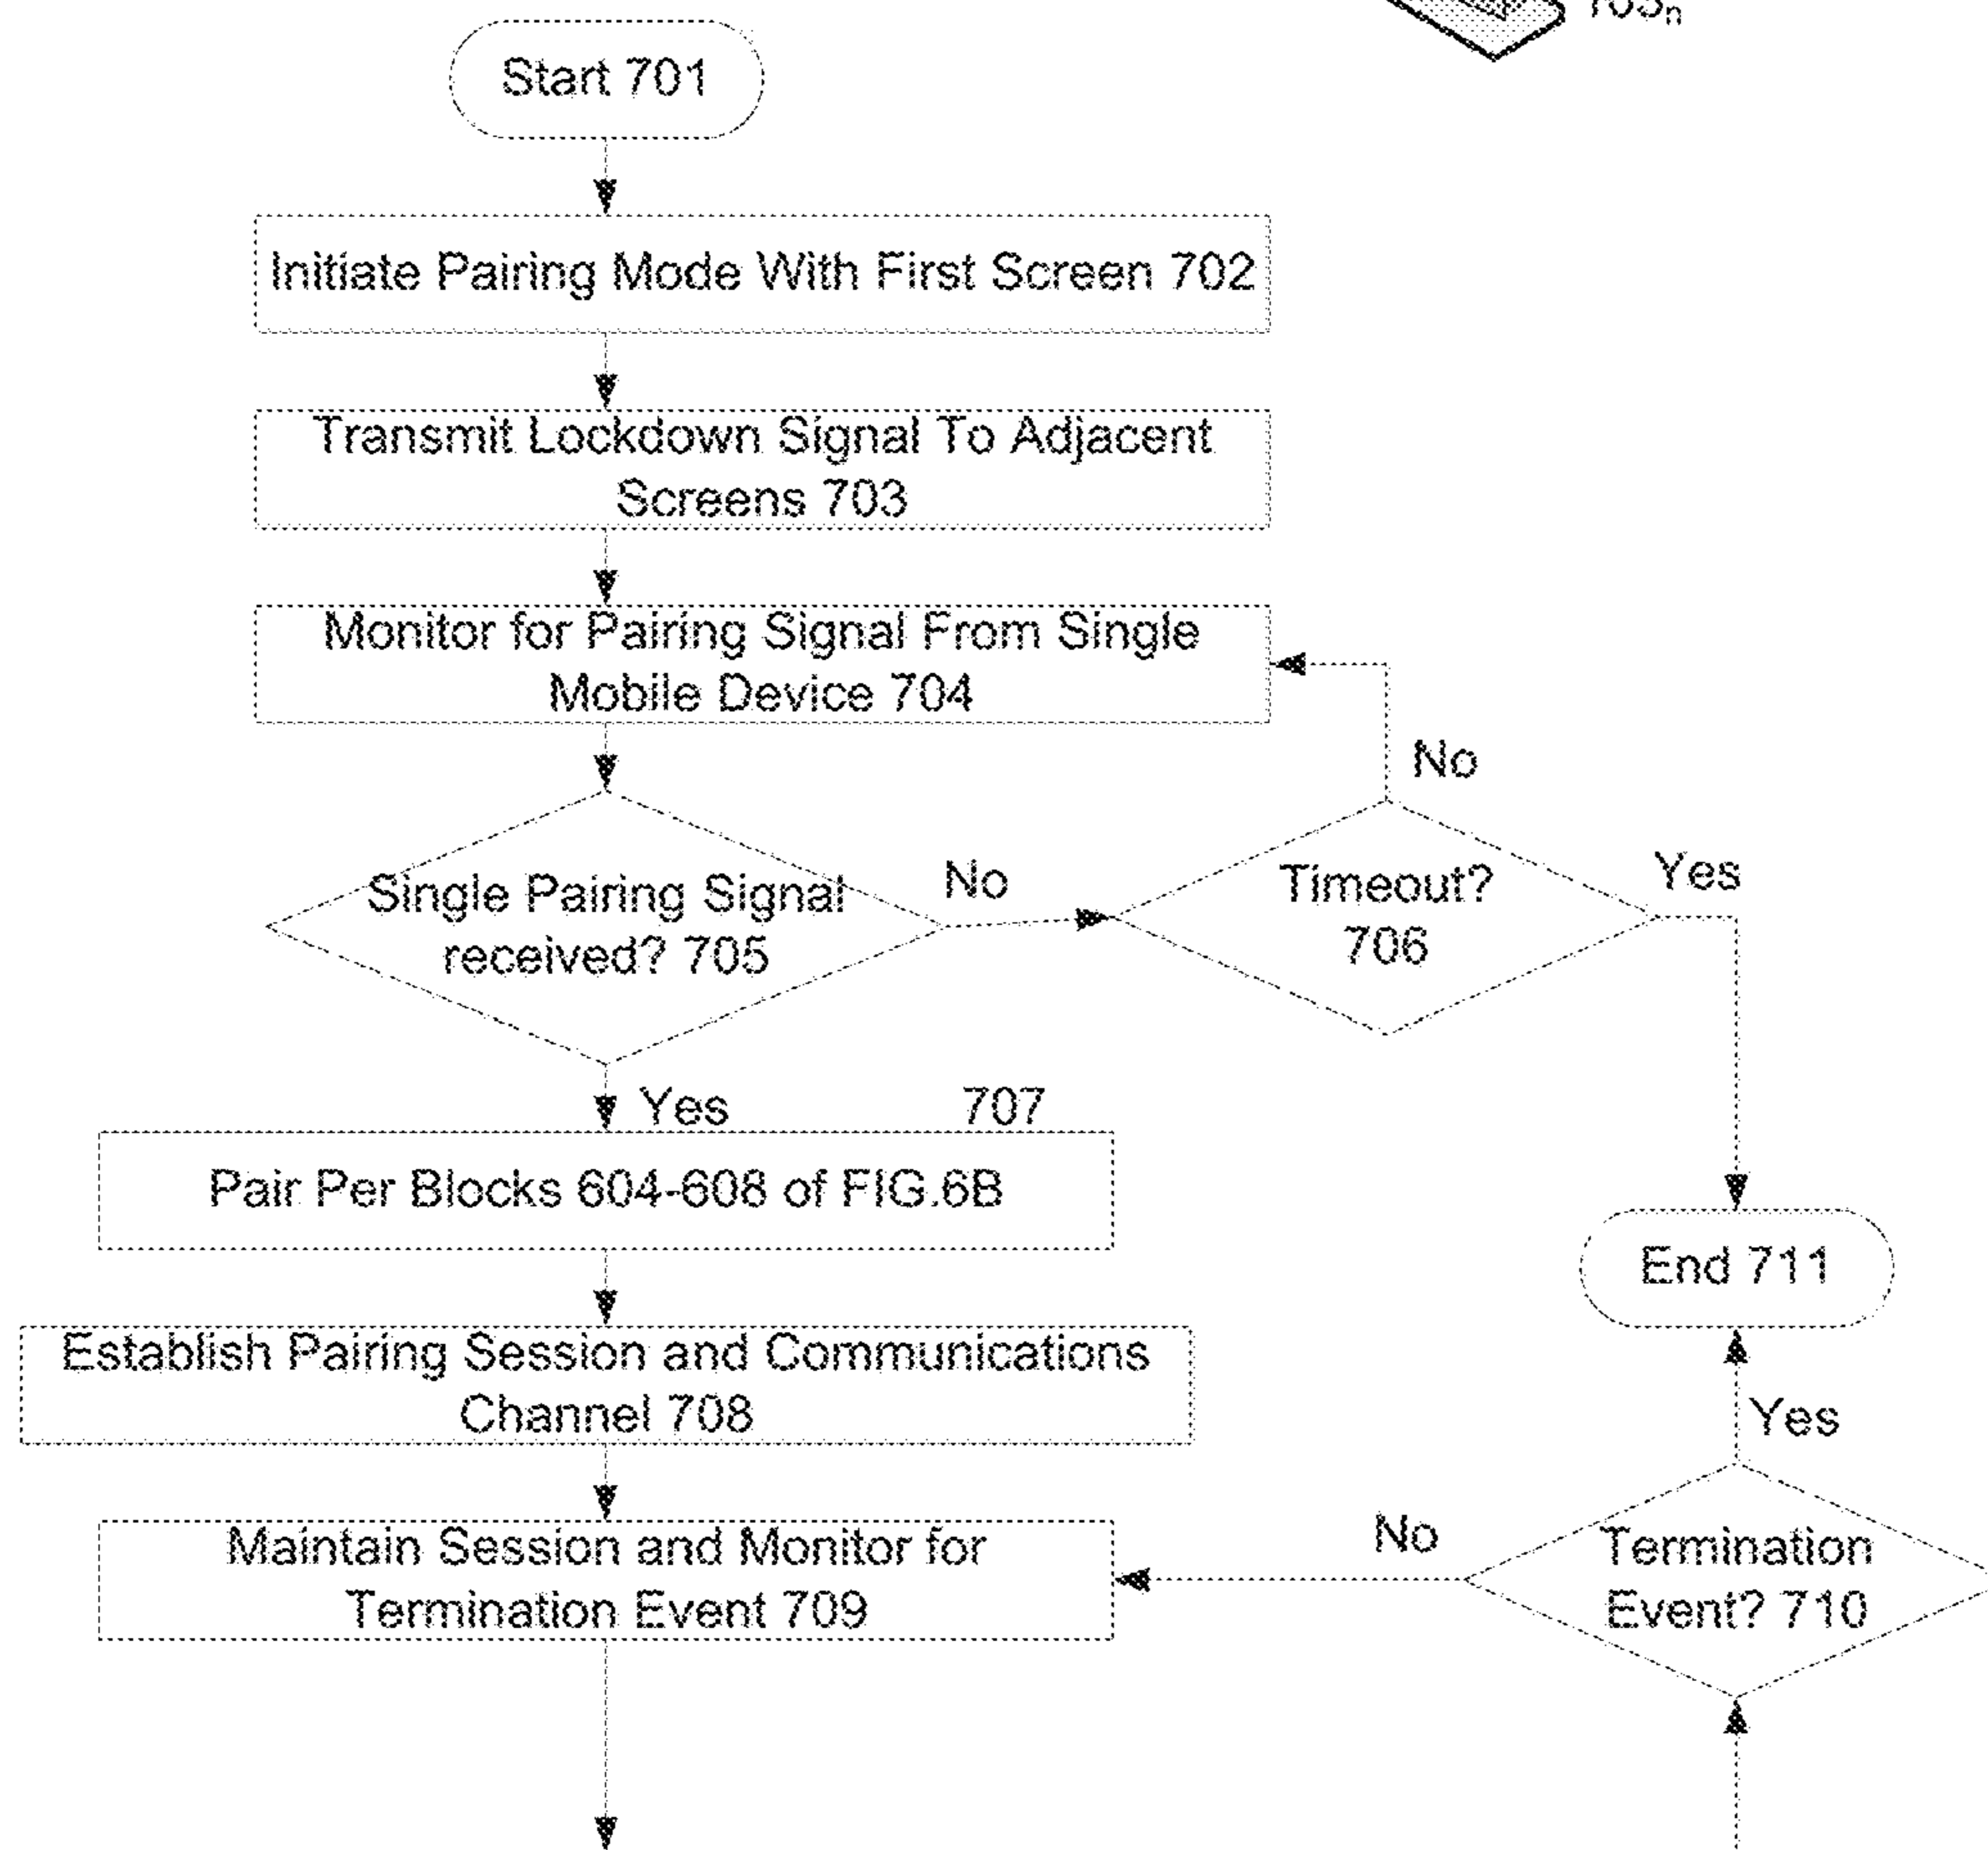 Start 701
Initiate Pairing Mode With First Screen 702
Transmit Lockdown Signal To Adjacent
Screens 703
Monitor for Pairing Signal From Single
Mobile Device 704
No
Single Pairing Signal
received? 705
No
Timeout?
706
Yes
Yes
707
Pair Per Blocks 604-608 of FIG.6B
End 711
Establish Pairing Session and Communications
Channel 708
Yes
Maintain Session and Monitor for
Termination Event 709
No
Termination
Event? 710